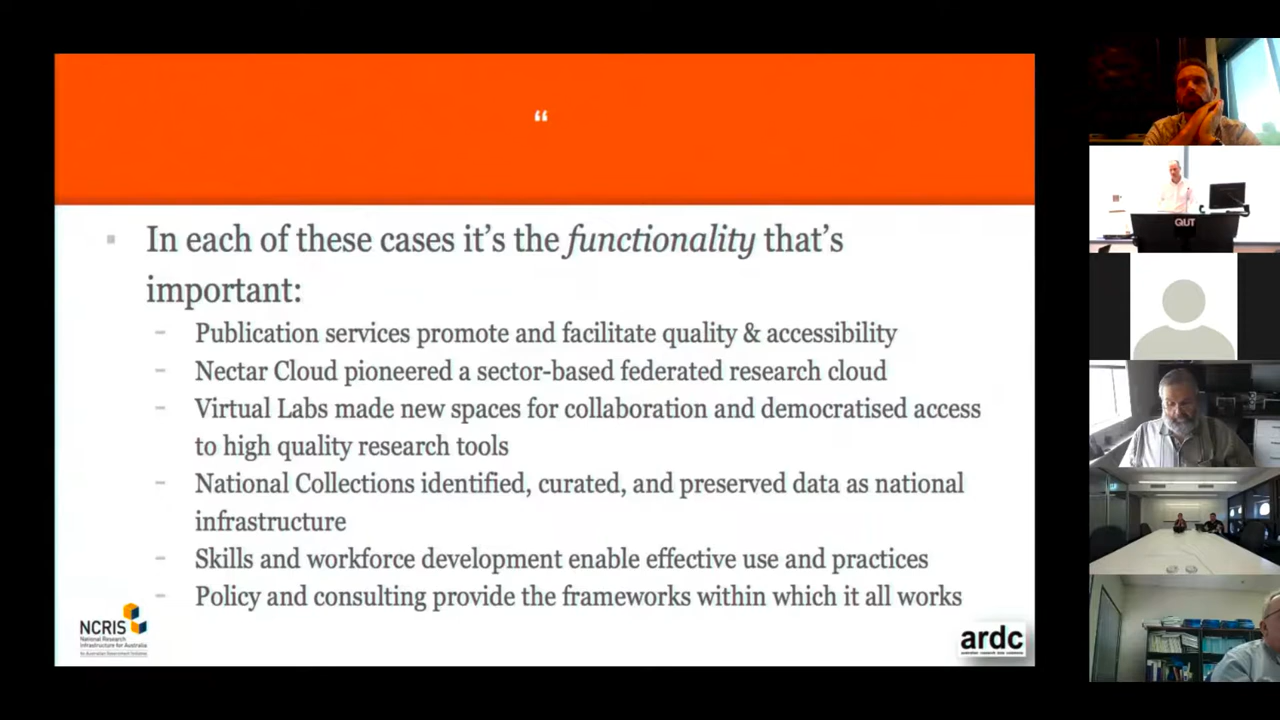 “
In each of these cases it’s the functionality that’s
important:
Publication services promote and facilitate quality & accessibility
Nectar Cloud pioneered a sector-based federated research cloud
Virtual Labs made new spaces for collaboration and democratised access
to high quality research tools
National Collections identified, curated, and preserved data as national
infrastructure
Skills and workforce development enable effective use and practices
Policy and consulting provide the frameworks within which it all works
NCRIS
National Research
Infrastructure for Australia
An Australian Government Initiative
ardc
QUT